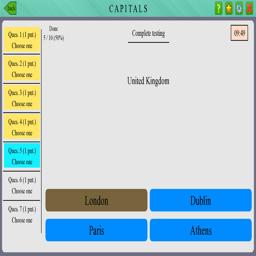 Back
CAPITALS
Ques. 1 (1 pnt.)
Choose one
Ques. 2 (1 pnt.)
Choose one
Ques. 3 (1 pnt.)
Choose one
Ques. 4 (1 pnt.)
Choose one
Ques. 5 (1 pnt.)
Choose one
Ques. 6 (1 pnt.)
Choose one
Ques. 7 (1 pnt.)
Choose one
Done:
5 / 10 (50%)
Complete testing
09:49
United Kingdom
London
Dublin
Paris
Athens